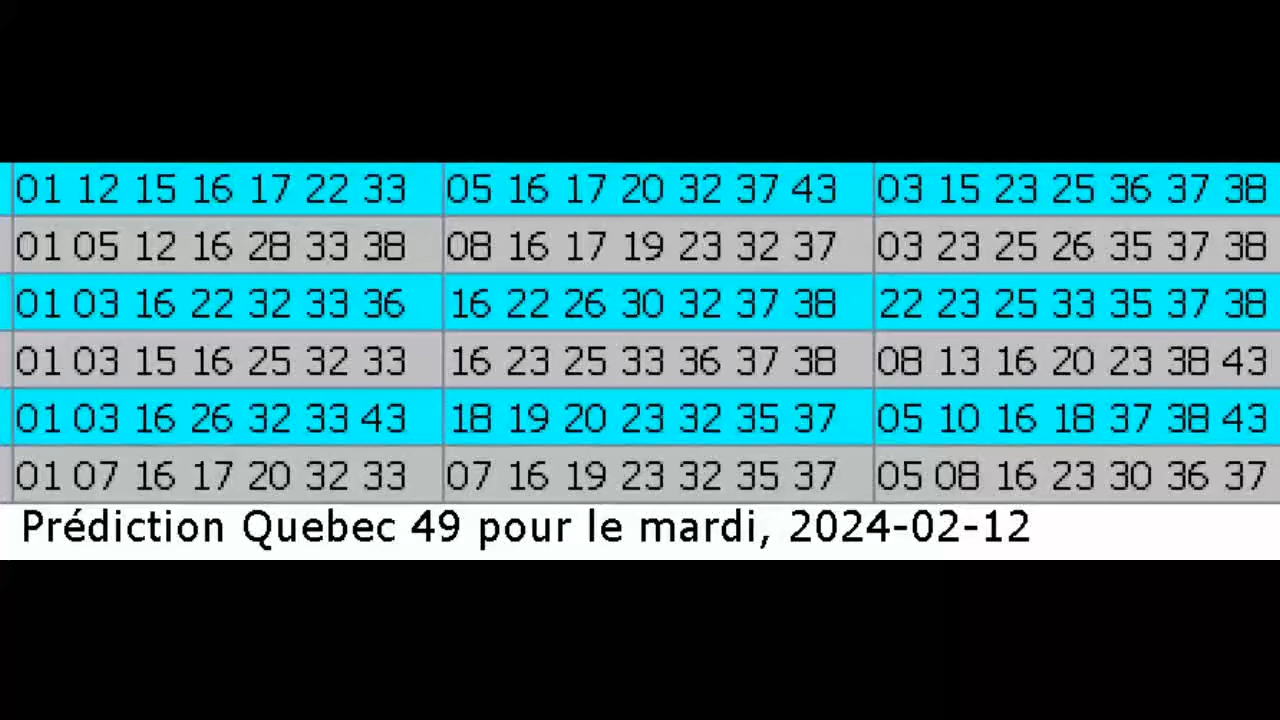 01 12 15 16 17 22 33 05 16 17 20 32 37 43 03 15 23 25 36 37 38
01 05 12 16 28 33 38 08 16 17 19 23 32 37 03 23 25 26 35 37 38
01 03 16 22 32 33 36 16 22 26 30 32 37 38 22 23 25 33 35 37 38
01 03 15 16 25 32 33 16 23 25 33 36 37 38 08 13 16 20 23 38 43
01 03 16 26 32 33 43 18 19 20 23 32 35 37 05 10 16 18 37 38 43
01 07 16 17 20 32 33 07 16 19 23 32 35 37 05 08 16 23 30 36 37
Prédiction Quebec 49 pour le mardi, 2024-02-12